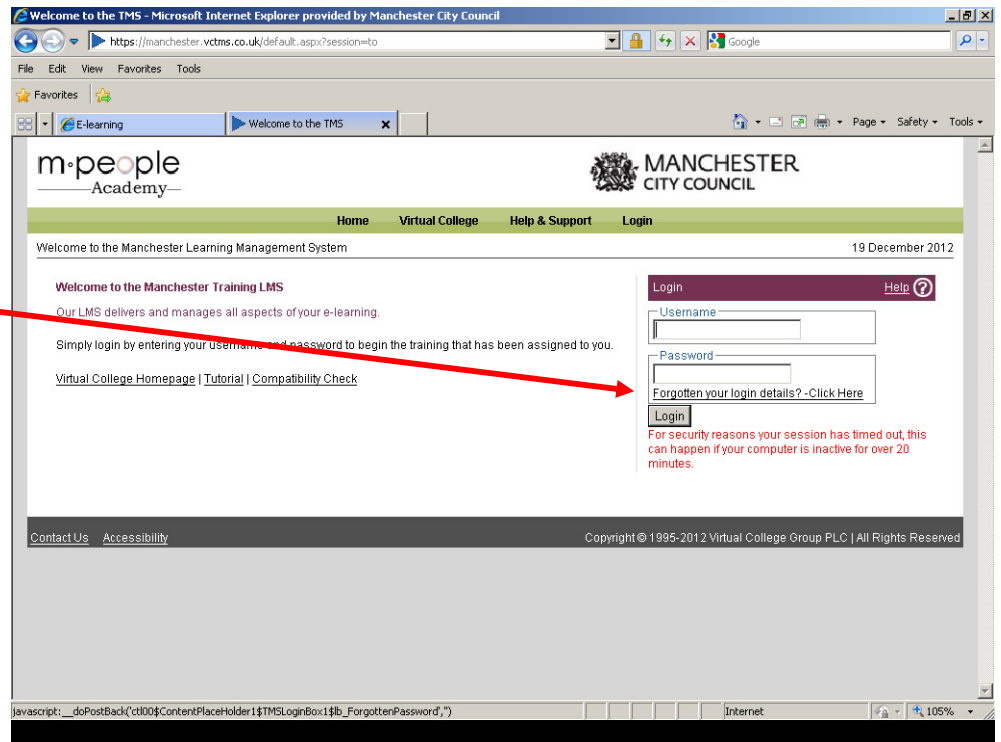 Welcome to the TMS - Microsoft Internet Explorer provided by Manchester City Council
https://manchester.vctms.co.uk/default.aspx?session=to
Google
File Edit View Favorites Tools
Favorites
E-learning Welcome to the TMS Page Safety Tools
m·people
Academy
MANCHESTER
CITY COUNCIL
Home Virtual College Help & Support Login
Welcome to the Manchester Learning Management System 19 December 2012
Welcome to the Manchester Training LMS
Our LMS delivers and manages all aspects of your e-learning.
Simply login by entering your username and password to begin the training that has been assigned to you.
Virtual College Homepage | Tutorial | Compatibility Check
Login Help ?
Username
Password
Forgotten your login details? -Click Here
Login
For security reasons your session has timed out, this
can happen if your computer is inactive for over 20
minutes.
Contact Us Accessibility Copyright © 1995-2012 Virtual College Group PLC | All Rights Reserved
javascript:__doPostBack('ctl00$ContentPlaceHolder1$TMSLoginBox1$lb_ForgottenPassword','') Internet 105%